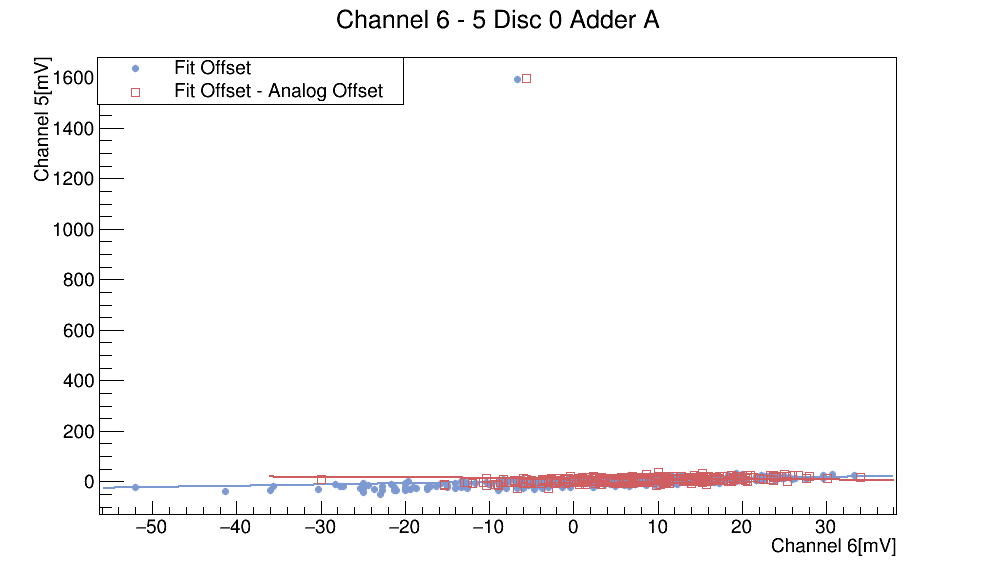 Channel 6 - 5 Disc 0 Adder A
Channel 5[mV]
Fit Offset
Fit Offset - Analog Offset
1600
1400
1200
1000
800
600
400
200
0
−50 −40 −30 −20 −10 0 10 20 30
Channel 6[mV]